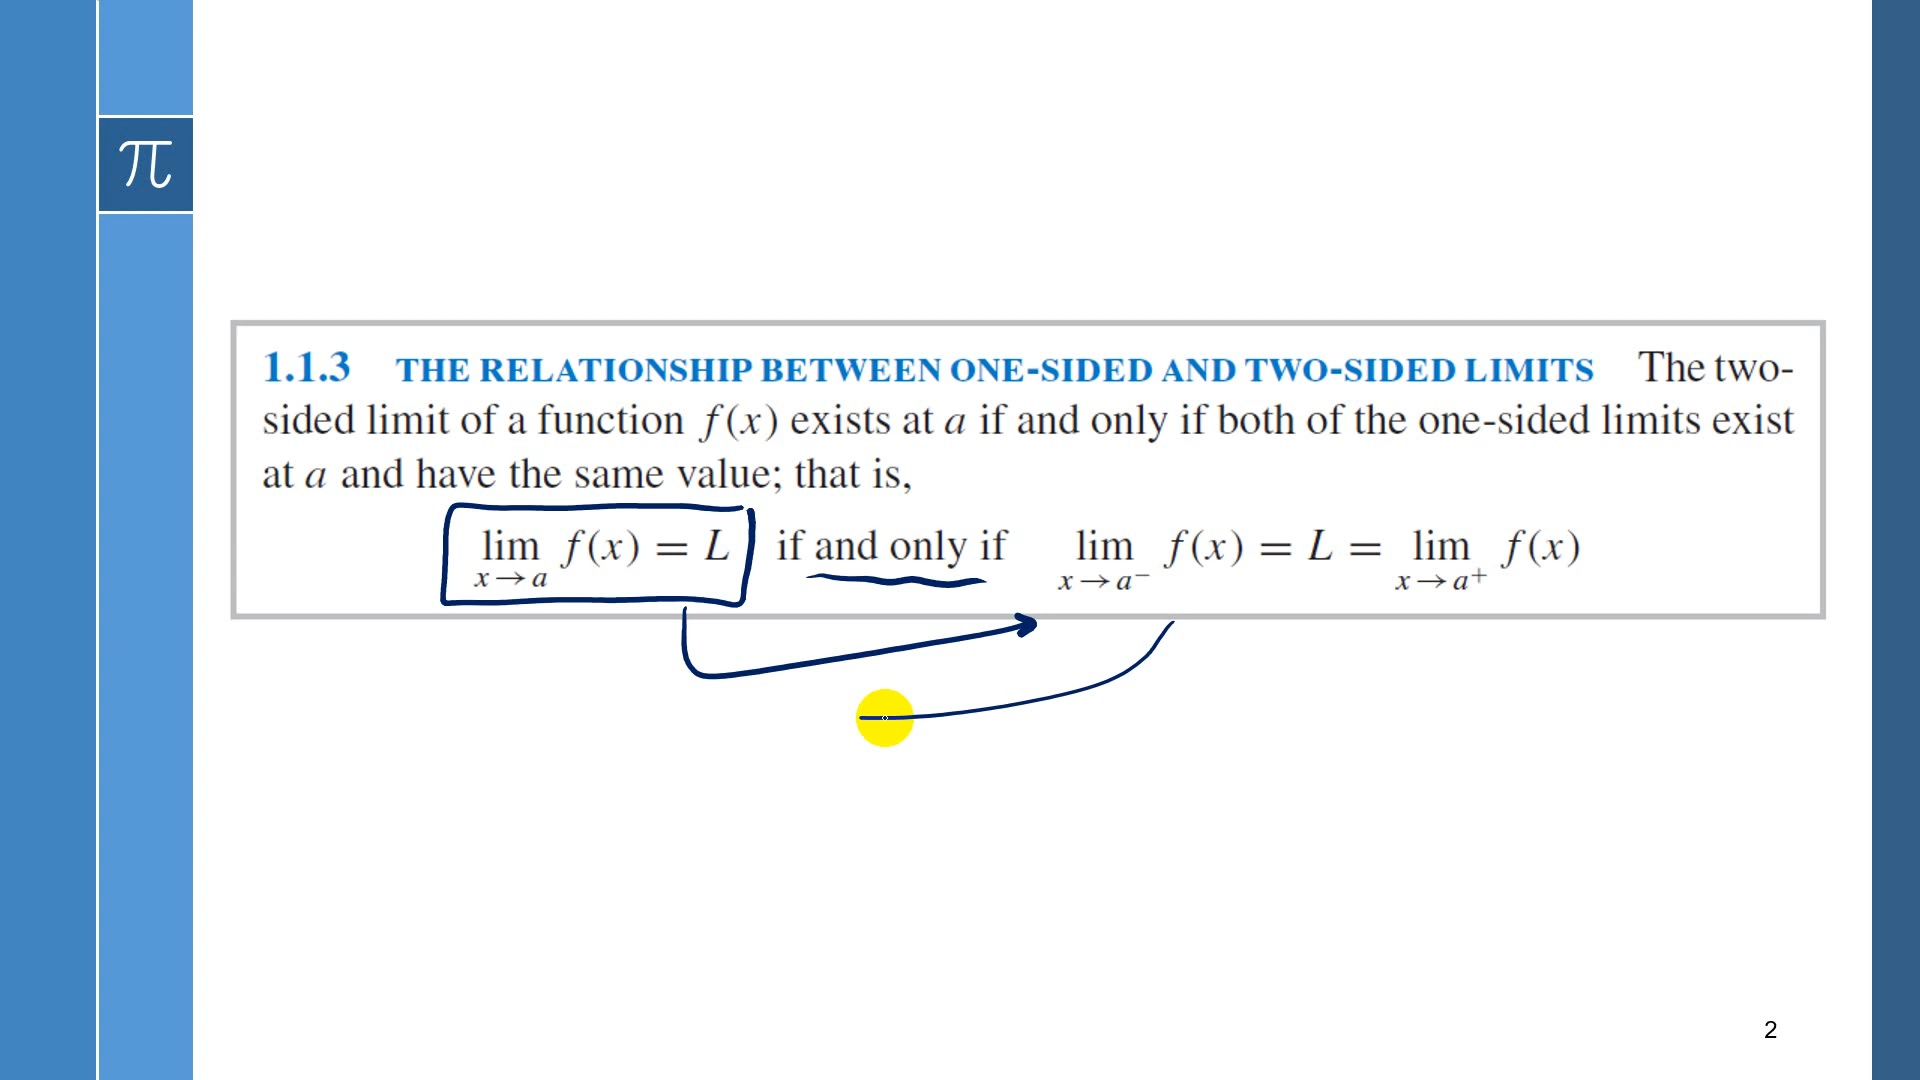 π
1.1.3 THE RELATIONSHIP BETWEEN ONE-SIDED AND TWO-SIDED LIMITS The two-
sided limit of a function f(x) exists at a if and only if both of the one-sided limits exist
at a and have the same value; that is,
lim x→a f(x) = L if and only if lim x→a⁻ f(x) = L = lim x→a⁺ f(x)
2